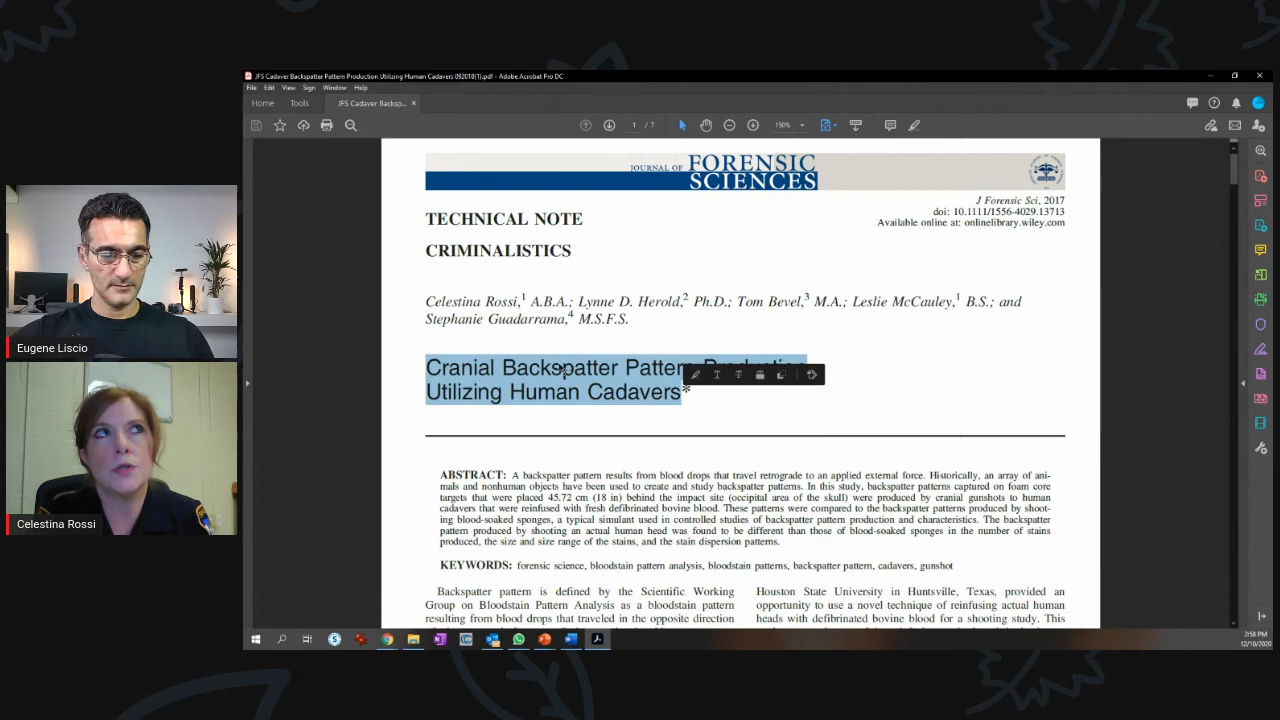 JFS Cadaver Backspatter Pattern Production Utilizing Human Cadavers 092018(1).pdf - Adobe Acrobat Pro DC
File Edit View Sign Window Help
Home Tools JFS Cadaver Backsp... ×
1 / 7 150%
JOURNAL OF FORENSIC
SCIENCES
J Forensic Sci, 2017
doi: 10.1111/1556-4029.13713
Available online at: onlinelibrary.wiley.com
TECHNICAL NOTE
CRIMINALISTICS
Celestina Rossi,1 A.B.A.; Lynne D. Herold,2 Ph.D.; Tom Bevel,3 M.A.; Leslie McCauley,1 B.S.; and
Stephanie Guadarrama,4 M.S.F.S.
Cranial Backspatter Pattern Production
Utilizing Human Cadavers*
ABSTRACT: A backspatter pattern results from blood drops that travel retrograde to an applied external force. Historically, an array of ani-
mals and nonhuman objects have been used to create and study backspatter patterns. In this study, backspatter patterns captured on foam core
targets that were placed 45.72 cm (18 in) behind the impact site (occipital area of the skull) were produced by cranial gunshots to human
cadavers that were reinfused with fresh defibrinated bovine blood. These patterns were compared to the backspatter patterns produced by shoot-
ing blood-soaked sponges, a typical simulant used in controlled studies of backspatter pattern production and characteristics. The backspatter
pattern produced by shooting an actual human head was found to be different than those of blood-soaked sponges in the number of stains
produced, the size and size range of the stains, and the stain dispersion patterns.
KEYWORDS: forensic science, bloodstain pattern analysis, bloodstain patterns, backspatter pattern, cadavers, gunshot
Backspatter pattern is defined by the Scientific Working
Group on Bloodstain Pattern Analysis as a bloodstain pattern
resulting from blood drops that traveled in the opposite direction
Houston State University in Huntsville, Texas, provided an
opportunity to use a novel technique of reinfusing actual human
heads with defibrinated bovine blood for a shooting study. This
Eugene Liscio
Celestina Rossi
2:58 PM
12/10/2020